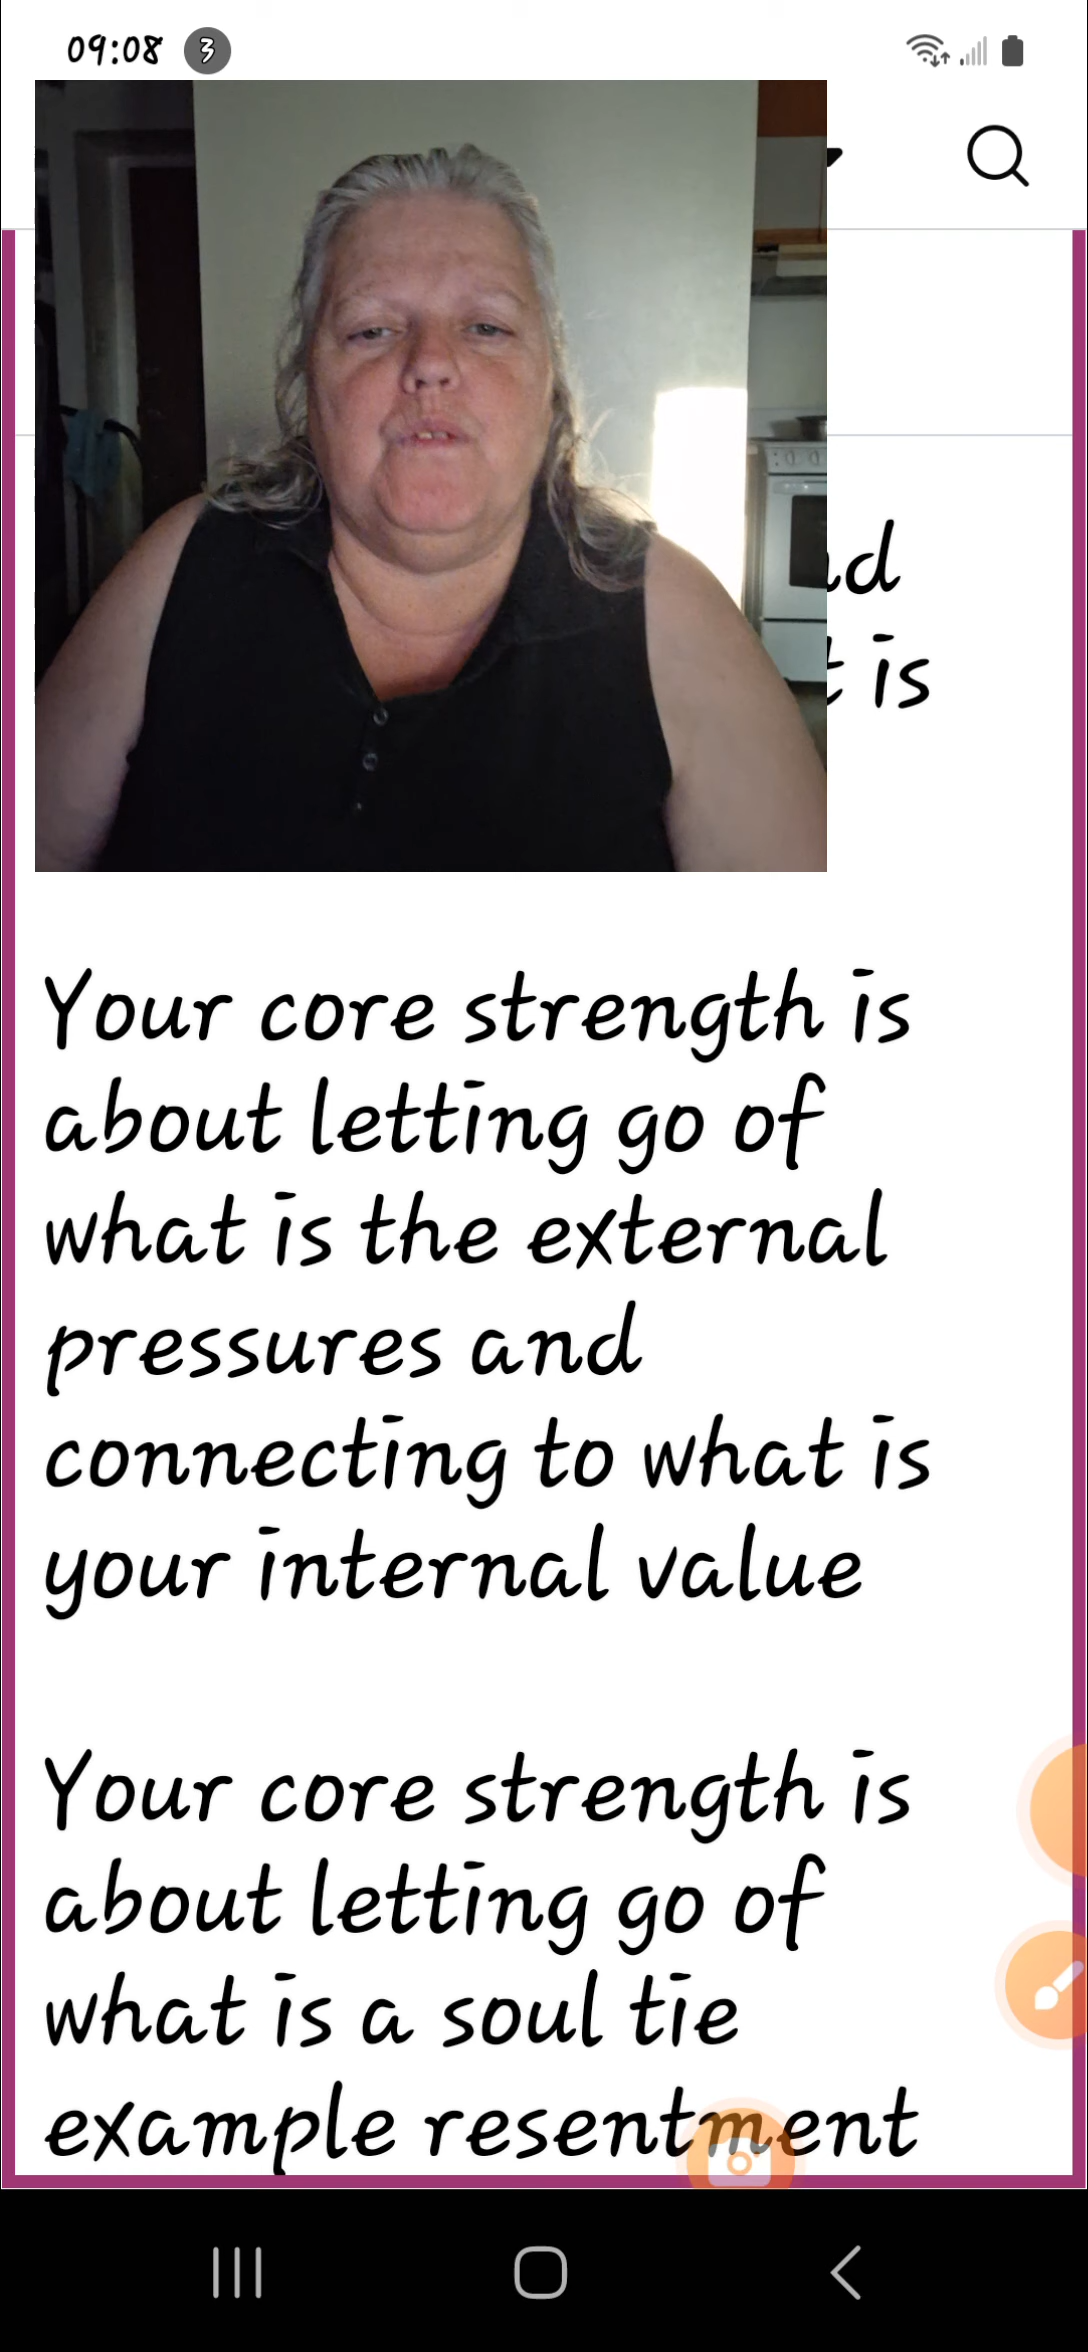 09:08 3
is
Your core strength is
about letting go of
what is the external
pressures and
connecting to what is
your internal value
Your core strength is
about letting go of
what is a soul tie
example resentment